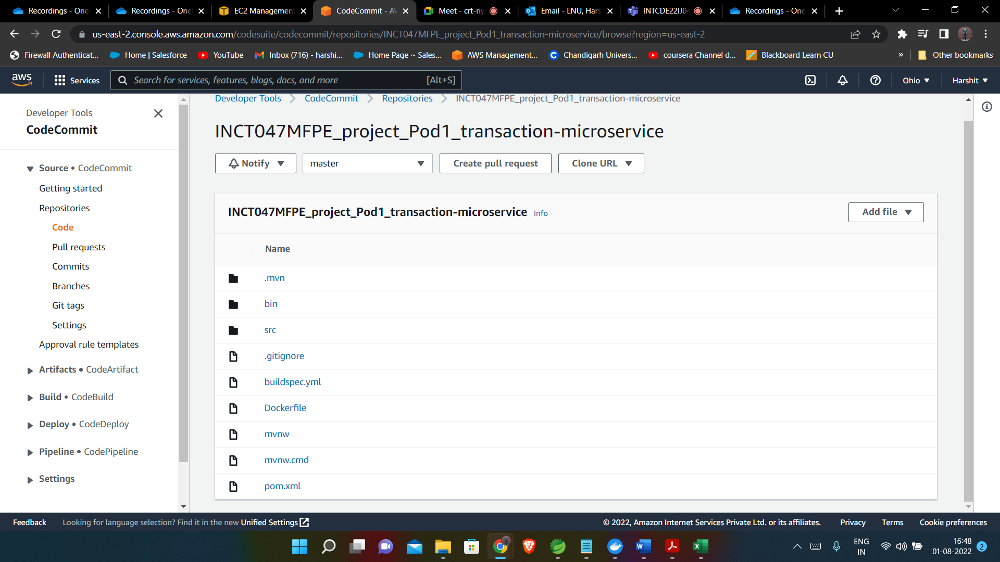 Recordings - One
Recordings - One
EC2 Management
CodeCommit - AW
Meet - crt-ny
Email - LNU, Hars
INTCDE22IJ04
Recordings - One
us-east-2.console.aws.amazon.com/codesuite/codecommit/repositories/INCT047MFPE_project_Pod1_transaction-microservice/browse?region=us-east-2
Firewall Authenticat...
Home | Salesforce
YouTube
Inbox (716) - harshi...
Home Page ~ Sales...
AWS Management...
Chandigarh Univers...
coursera Channel d...
Blackboard Learn CU
»
Other bookmarks
aws
Services
Search for services, features, blogs, docs, and more [Alt+S]
Ohio
Harshit
Developer Tools
CodeCommit
Source • CodeCommit
Getting started
Repositories
Code
Pull requests
Commits
Branches
Git tags
Settings
Approval rule templates
Artifacts • CodeArtifact
Build • CodeBuild
Deploy • CodeDeploy
Pipeline • CodePipeline
Settings
Developer Tools > CodeCommit > Repositories > INCT047MFPE_project_Pod1_transaction-microservice
INCT047MFPE_project_Pod1_transaction-microservice
Notify
master
Create pull request
Clone URL
INCT047MFPE_project_Pod1_transaction-microservice Info
Add file
Name
.mvn
bin
src
.gitignore
buildspec.yml
Dockerfile
mvnw
mvnw.cmd
pom.xml
Feedback
Looking for language selection? Find it in the new Unified Settings
© 2022, Amazon Internet Services Private Ltd. or its affiliates.
Privacy
Terms
Cookie preferences
ENG
IN
16:48
01-08-2022
2